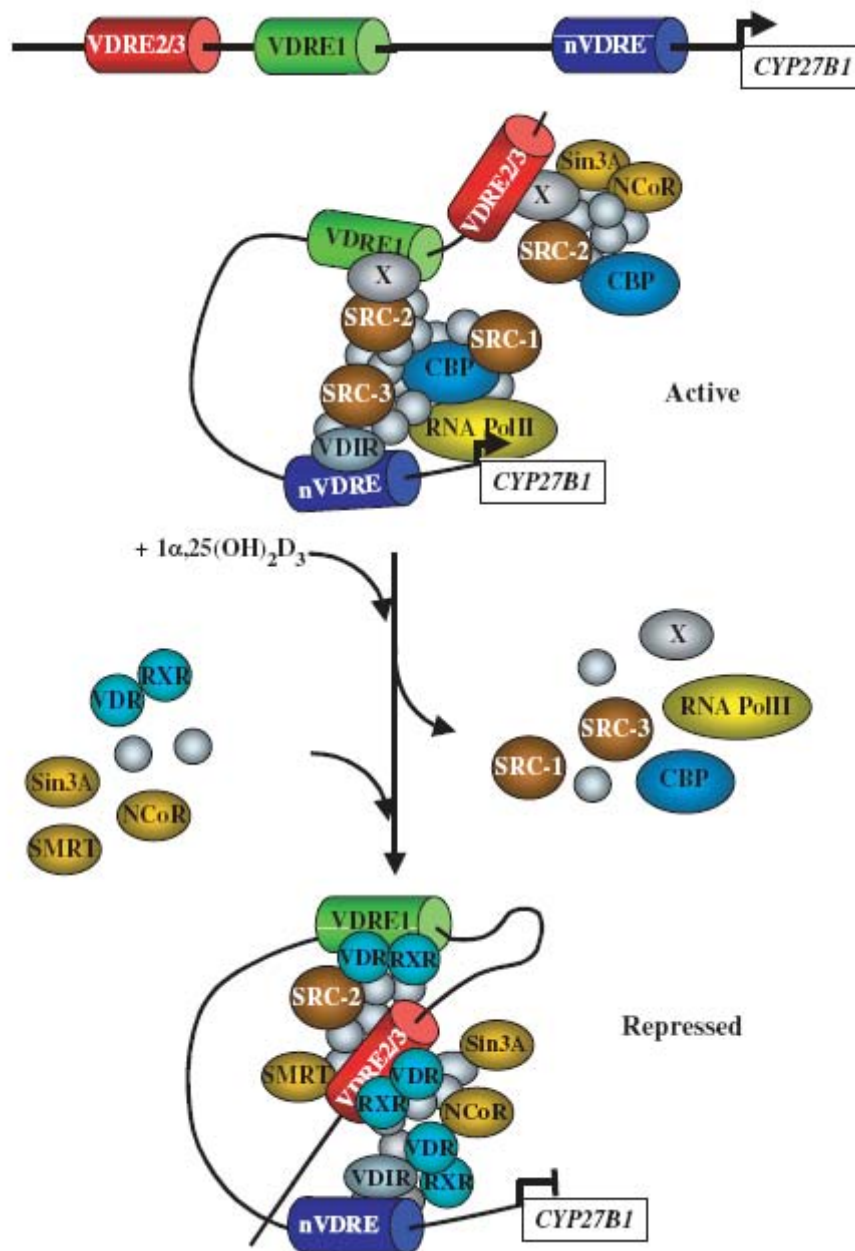 VDRE2/3 VDRE1 nVDRE
CYP27B1
VDRE2/3
Sin3A
NCoR
X
VDRE1
SRC-2
X
CBP
SRC-2
SRC-1
CBP
SRC-3
Active
RNA PolII
VDIR
nVDRE
CYP27B1
+ 1α,25(OH)₂D₃
X
RXR
VDR
RNA PolII
SRC-3
SRC-1
CBP
Sin3A
NCoR
SMRT
VDRE1
VDR RXR
SRC-2
Repressed
Sin3A
VDRE2/3
VDR
SMRT
RXR
NCoR
VDR
VDIR
RXR
nVDRE
CYP27B1